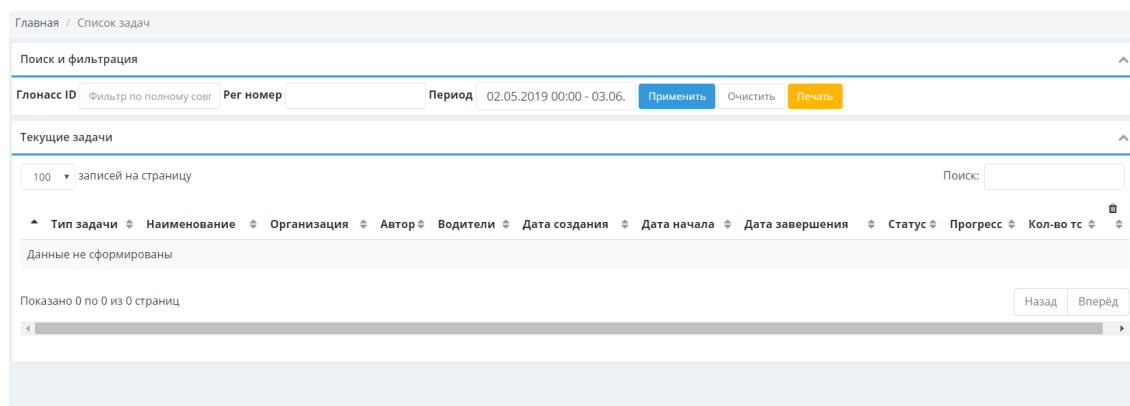 Главная / Список задач
Поиск и фильтрация
Глонасс ID Фильтр по полному совп Рег номер Период 02.05.2019 00:00 - 03.06. Применить Очистить Печать
Текущие задачи
100 записей на страницу Поиск:
Тип задачи Наименование Организация Автор Водители Дата создания Дата начала Дата завершения Статус Прогресс Кол-во тс
Данные не сформированы
Показано 0 по 0 из 0 страниц Назад Вперёд